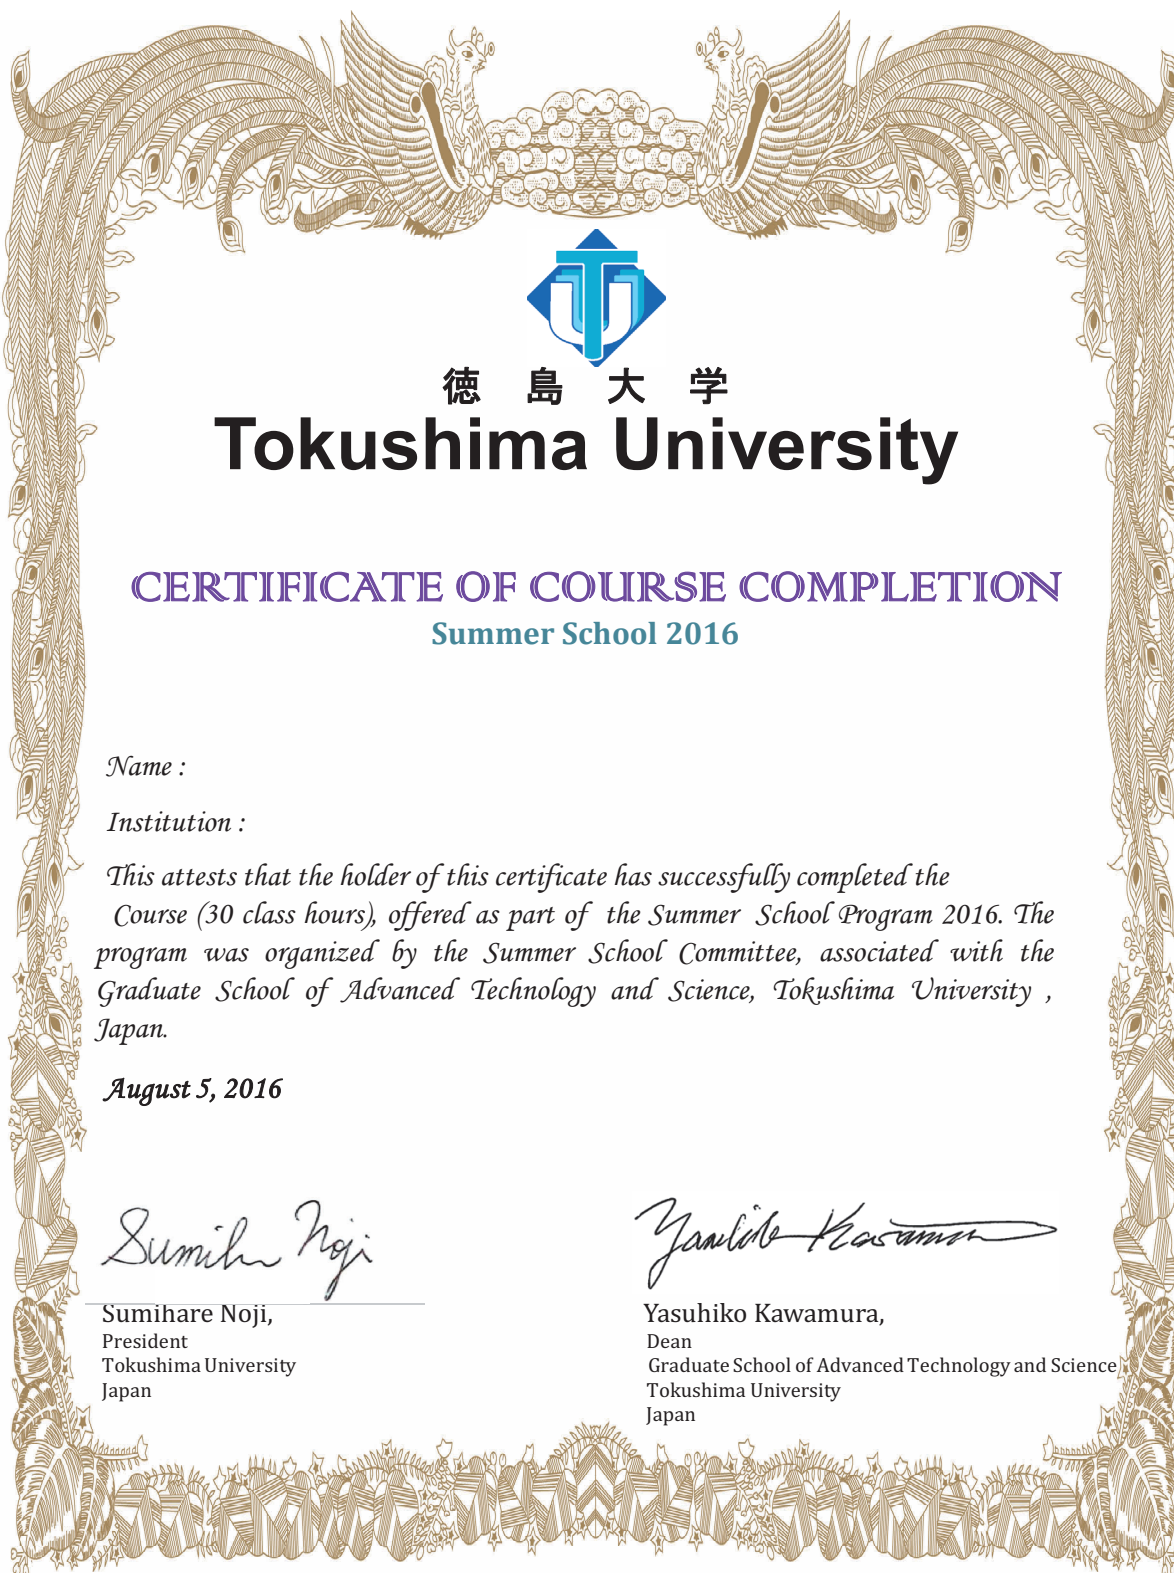 徳島大学
Tokushima University
CERTIFICATE OF COURSE COMPLETION
Summer School 2016
Name :
Institution :
This attests that the holder of this certificate has successfully completed the
Course (30 class hours), offered as part of the Summer School Program 2016. The
program was organized by the Summer School Committee, associated with the
Graduate School of Advanced Technology and Science, Tokushima University ,
Japan.
August 5, 2016
Sumihare Noji,
President
Tokushima University
Japan
Yasuhiko Kawamura,
Dean
Graduate School of Advanced Technology and Science
Tokushima University
Japan